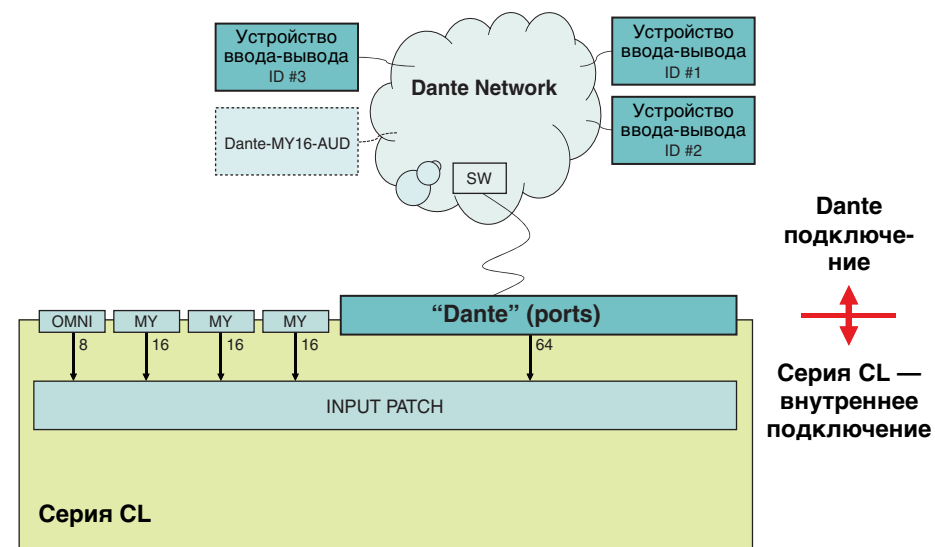 Устройство
ввода-вывода
ID #3
Устройство
ввода-вывода
ID #1
Dante Network
Устройство
ввода-вывода
ID #2
Dante-MY16-AUD
SW
Dante
подключе-
ние
"Dante" (ports)
OMNI
MY
MY
MY
8
16
16
16
64
INPUT PATCH
Серия CL —
внутреннее
подключение
Серия CL